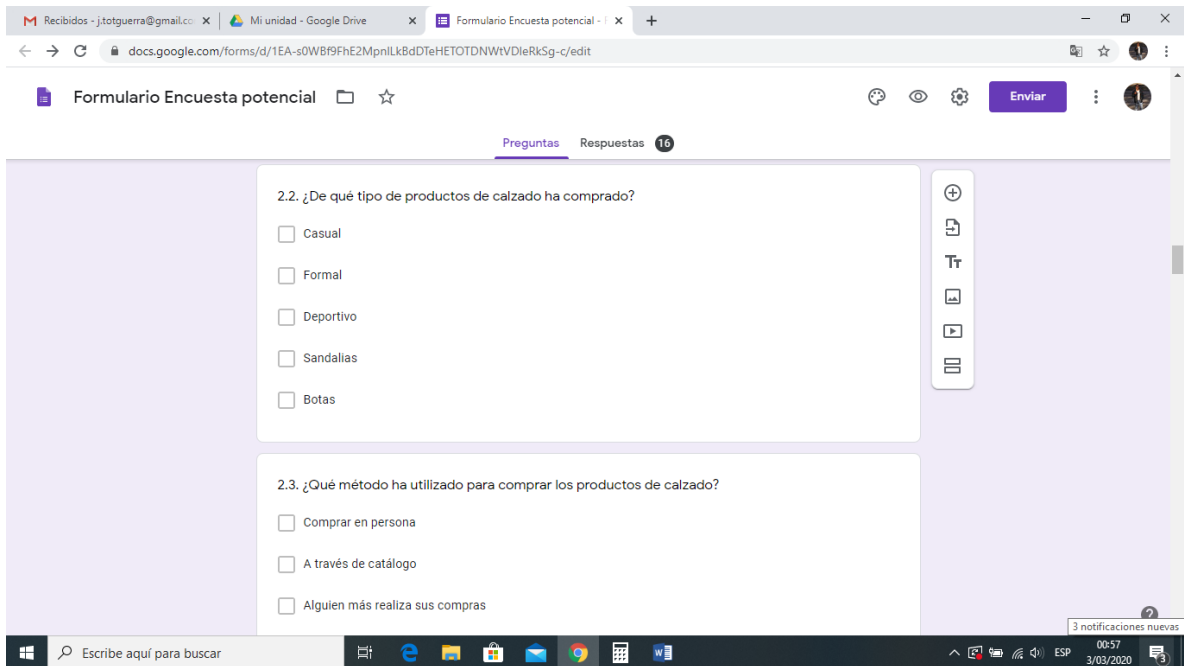 Recibidos - j.totguerra@gmail.co
Mi unidad - Google Drive
Formulario Encuesta potencial -
docs.google.com/forms/d/1EA-s0WBf9FhE2MpnILkBdDTeHETOTDNWtVDIeRkSg-c/edit
Formulario Encuesta potencial
Enviar
Preguntas
Respuestas 16
2.2. ¿De qué tipo de productos de calzado ha comprado?
Casual
Formal
Deportivo
Sandalias
Botas
2.3. ¿Qué método ha utilizado para comprar los productos de calzado?
Comprar en persona
A través de catálogo
Alguien más realiza sus compras
3 notificaciones nuevas
Escribe aquí para buscar
ESP
00:57
3/03/2020
3